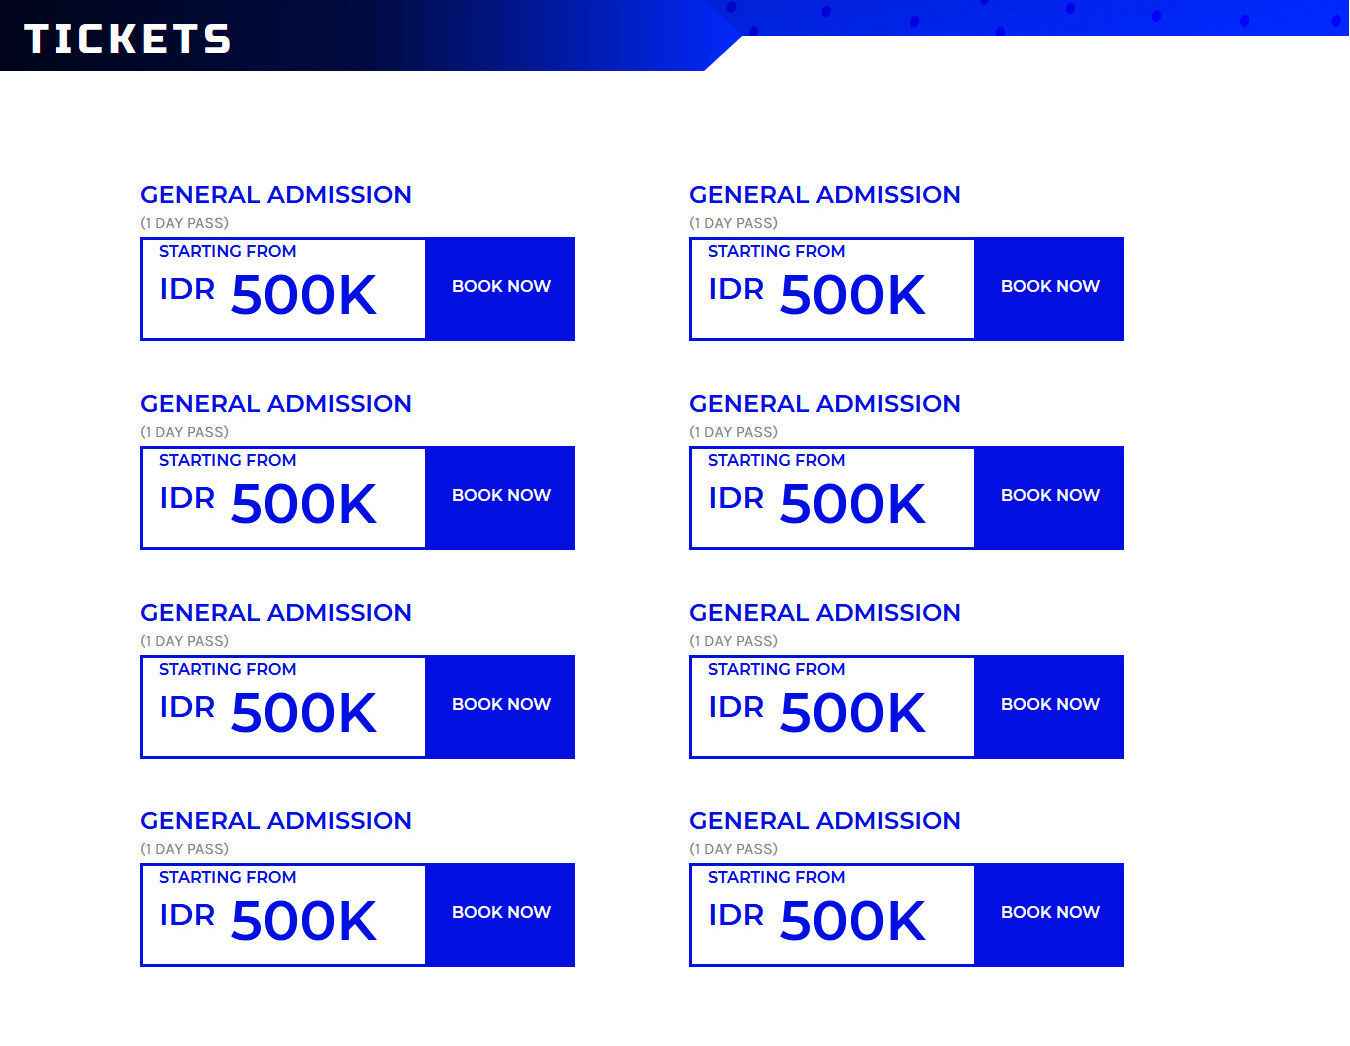 TICKETS
GENERAL ADMISSION
(1 DAY PASS)
STARTING FROM
IDR 500K
BOOK NOW
GENERAL ADMISSION
(1 DAY PASS)
STARTING FROM
IDR 500K
BOOK NOW
GENERAL ADMISSION
(1 DAY PASS)
STARTING FROM
IDR 500K
BOOK NOW
GENERAL ADMISSION
(1 DAY PASS)
STARTING FROM
IDR 500K
BOOK NOW
GENERAL ADMISSION
(1 DAY PASS)
STARTING FROM
IDR 500K
BOOK NOW
GENERAL ADMISSION
(1 DAY PASS)
STARTING FROM
IDR 500K
BOOK NOW
GENERAL ADMISSION
(1 DAY PASS)
STARTING FROM
IDR 500K
BOOK NOW
GENERAL ADMISSION
(1 DAY PASS)
STARTING FROM
IDR 500K
BOOK NOW